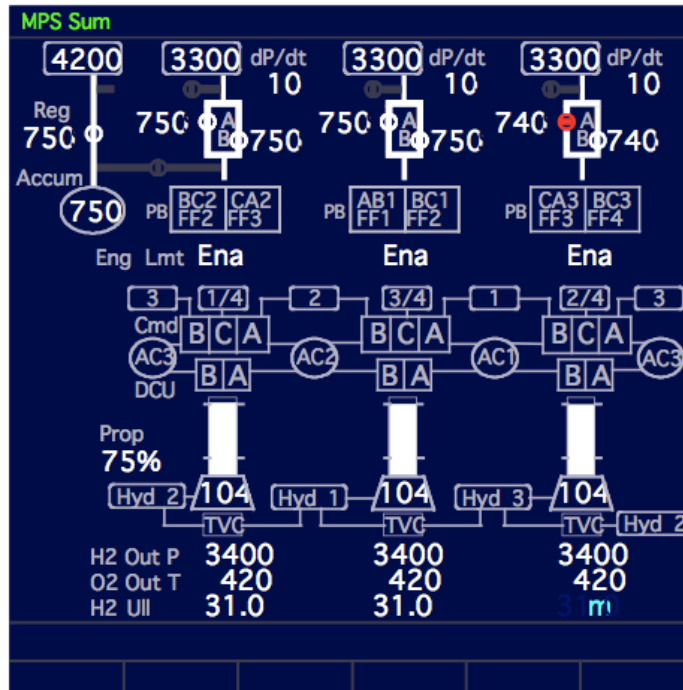 MPS Sum
4200 3300 dP/dt 3300 dP/dt 3300 dP/dt
10 10 10
Reg 750 A 750 A 740 A
750 B 750 B 750 B 740
Accum
750 PB BC2 CA2 PB AB1 BC1 PB CA3 BC3
FF2 FF3 FF1 FF2 FF3 FF4
Eng Lmt Ena Ena Ena
3 1/4 2 3/4 1 2/4 3
Cmd B C A B C A B C A
AC3 AC2 AC1 AC3
DCU B A B A B A
Prop
75%
Hyd 2 104 Hyd 1 104 Hyd 3 104
TVC TVC TVC Hyd 2
H2 Out P 3400 3400 3400
O2 Out T 420 420 420
H2 Ull 31.0 31.0 m